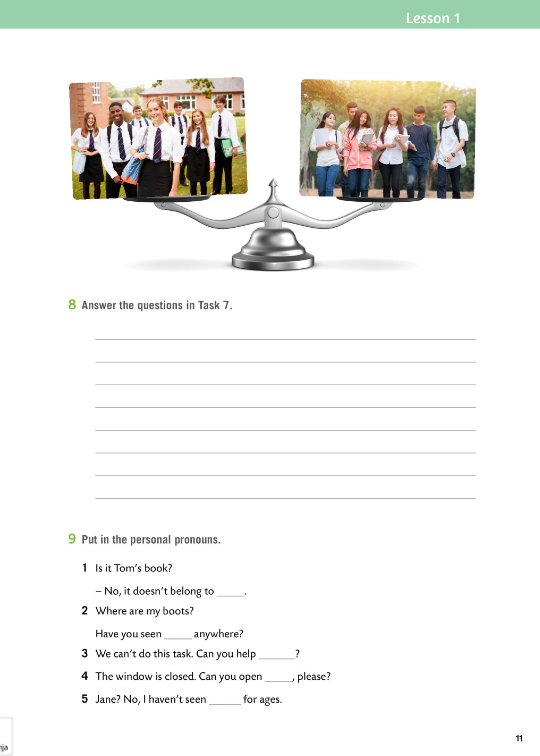 Lesson 1
8 Answer the questions in Task 7.
9 Put in the personal pronouns.
1 Is it Tom's book?
– No, it doesn't belong to _____.
2 Where are my boots?
Have you seen _____ anywhere?
3 We can't do this task. Can you help _______?
4 The window is closed. Can you open _____, please?
5 Jane? No, I haven't seen ______ for ages.
nja
11